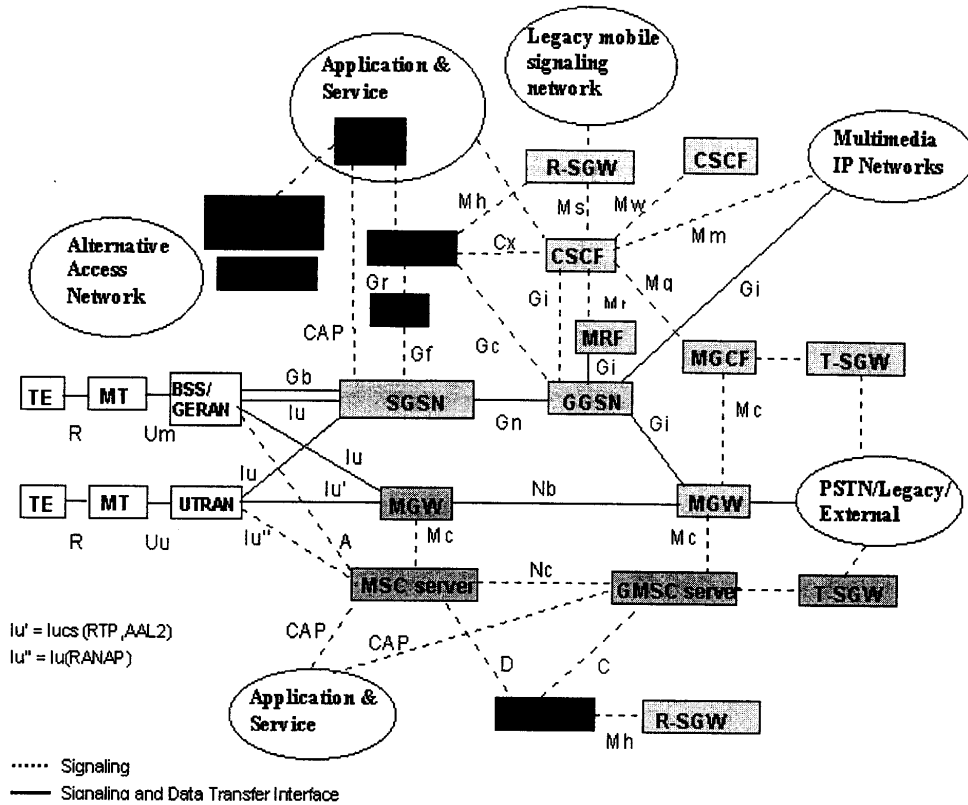 Legacy mobile
signaling
network
Application &
Service
Multimedia
IP Networks
R-SGW
CSCF
Mh
Ms
Mw
Mm
Alternative
Access
Network
Cx
CSCF
Gr
Gi
Mr
Mg
Gi
CAP
Gf
Gc
MRF
MGCF
T-SGW
Gi
TE
MT
BSS/
GERAN
Gb
Iu
SGSN
Gn
GGSN
Gi
Mc
R
Um
Iu
Iu
Iu'
TE
MT
UTRAN
MGW
Nb
MGW
PSTN/Legacy/
External
R
Uu
Iu"
A
Mc
Mc
MSC server
Nc
GMSC server
T-SGW
Iu' = Iucs (RTP,AAL2)
Iu" = Iu(RANAP)
CAP
CAP
D
C
Application &
Service
R-SGW
Mh
Signaling
Signaling and Data Transfer Interface